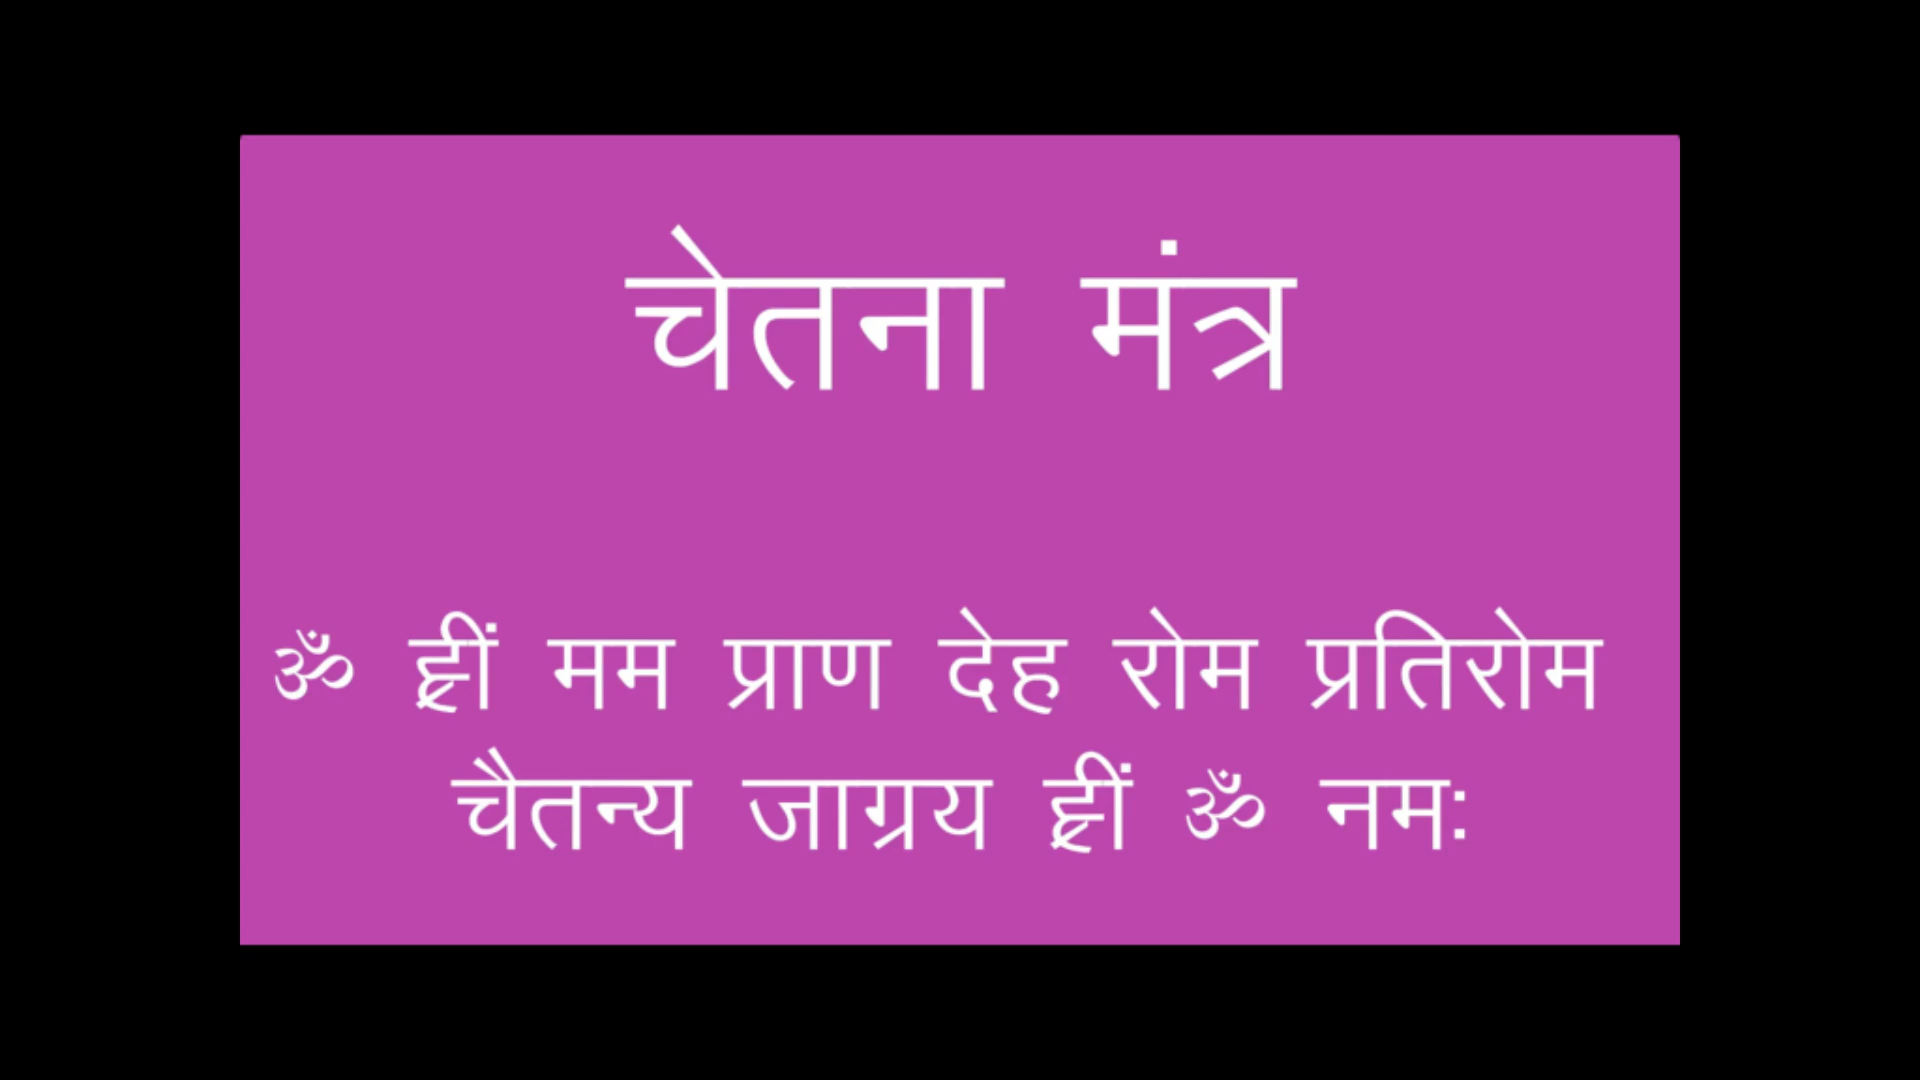 चेतना मंत्र
ॐ ह्रीं मम प्राण देह रोम प्रतिरोम
चैतन्य जाग्रय ह्रीं ॐ नम: